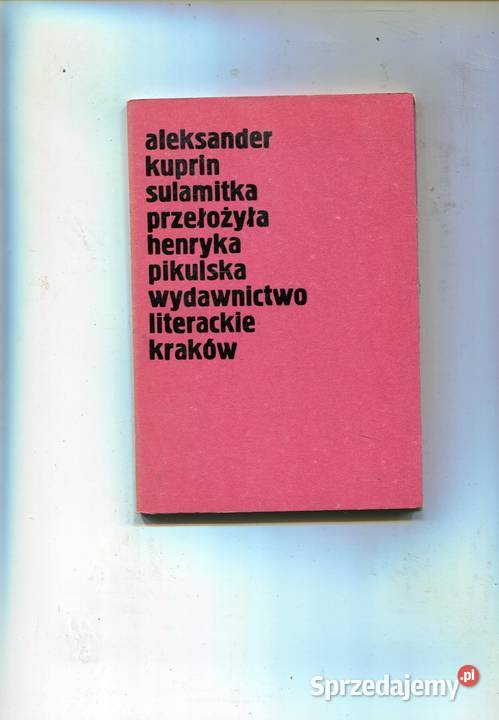 aleksander
kuprin
sulamitka
przełożyła
henryka
pikulska
wydawnictwo
literackie
kraków
Sprzedajemy.pl